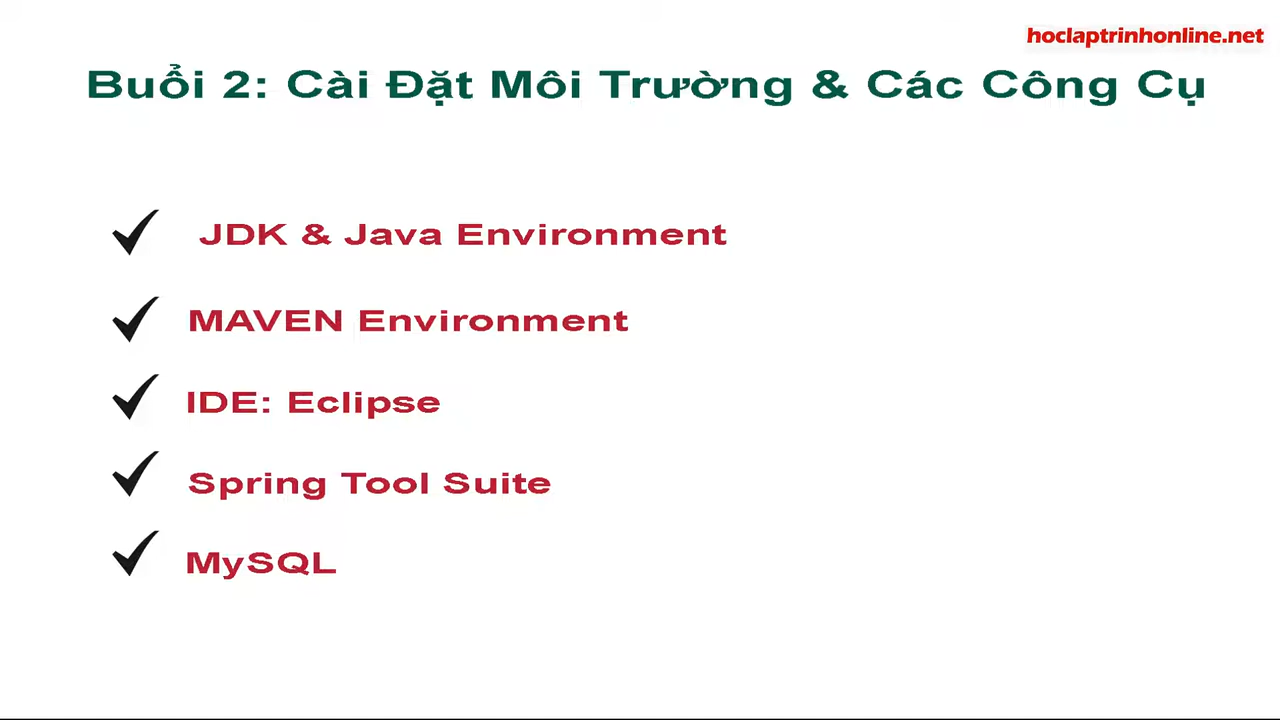 hoclaptrinhonline.net
Buổi 2: Cài Đặt Môi Trường & Các Công Cụ
JDK & Java Environment
MAVEN Environment
IDE: Eclipse
Spring Tool Suite
MySQL